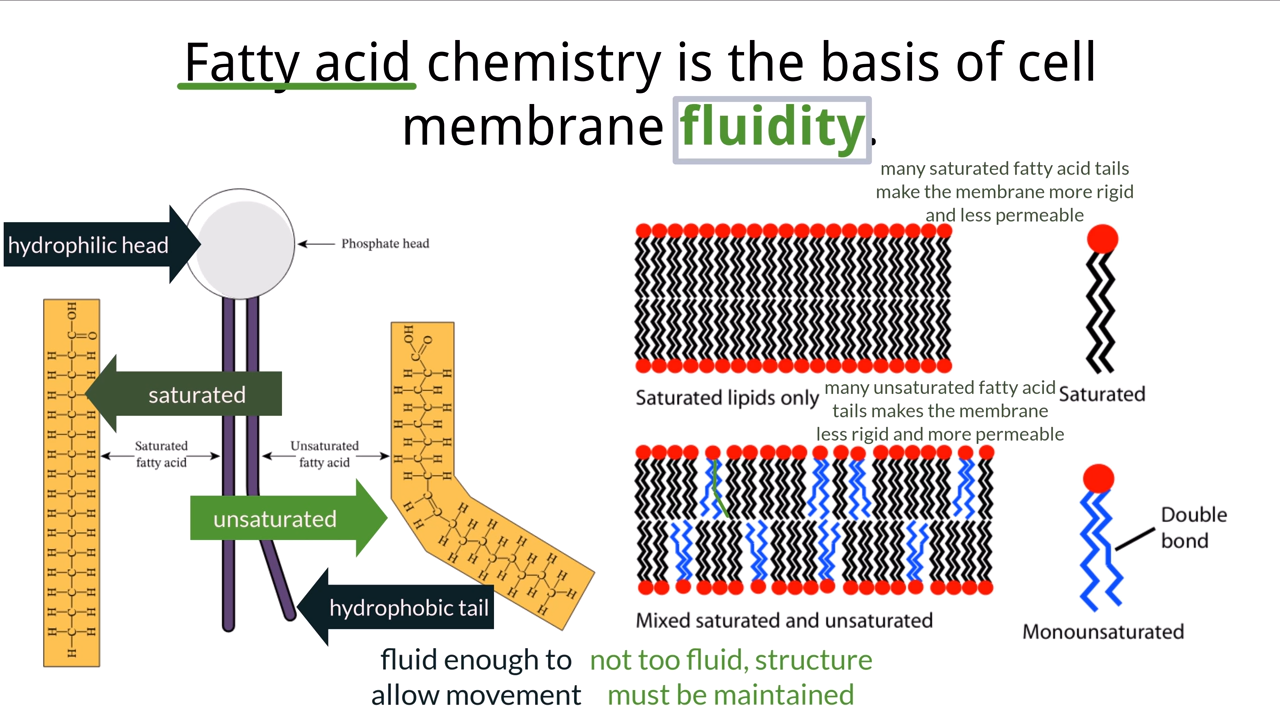 Fatty acid chemistry is the basis of cell
membrane fluidity.
many saturated fatty acid tails
make the membrane more rigid
and less permeable
hydrophilic head
Phosphate head
saturated
Saturated
fatty acid
Unsaturated
fatty acid
unsaturated
hydrophobic tail
Saturated lipids only
Saturated
many unsaturated fatty acid
tails makes the membrane
less rigid and more permeable
Double
bond
Mixed saturated and unsaturated
Monounsaturated
fluid enough to
allow movement
not too fluid, structure
must be maintained